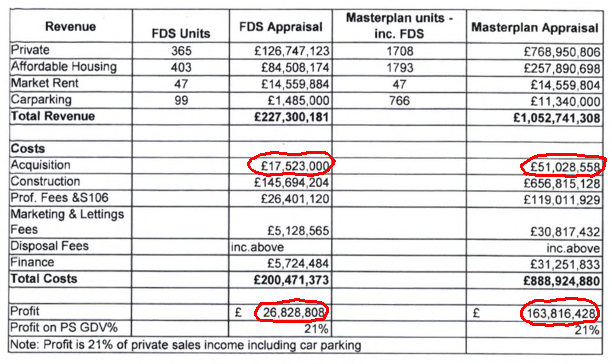 Revenue FDS Units FDS Appraisal Masterplan units - inc. FDS Masterplan Appraisal
Private 365 £126,747,123 1708 £768,950,806
Affordable Housing 403 £84,508,174 1793 £257,890,698
Market Rent 47 £14,559,884 47 £14,559,804
Carparking 99 £1,485,000 766 £11,340,000
Total Revenue £227,300,181 £1,052,741,308
Costs
Acquisition £17,523,000 £51,028,558
Construction £145,694,204 £656,815,128
Prof. Fees &S106 £26,401,120 £119,011,929
Marketing & Lettings
Fees £5,128,565 £30,817,432
Disposal Fees inc.above inc.above
Finance £5,724,484 £31,251,833
Total Costs £200,471,373 £888,924,880
Profit £ 26,828,808 £ 163,816,428
Profit on PS GDV% 21% 21%
Note: Profit is 21% of private sales income including car parking